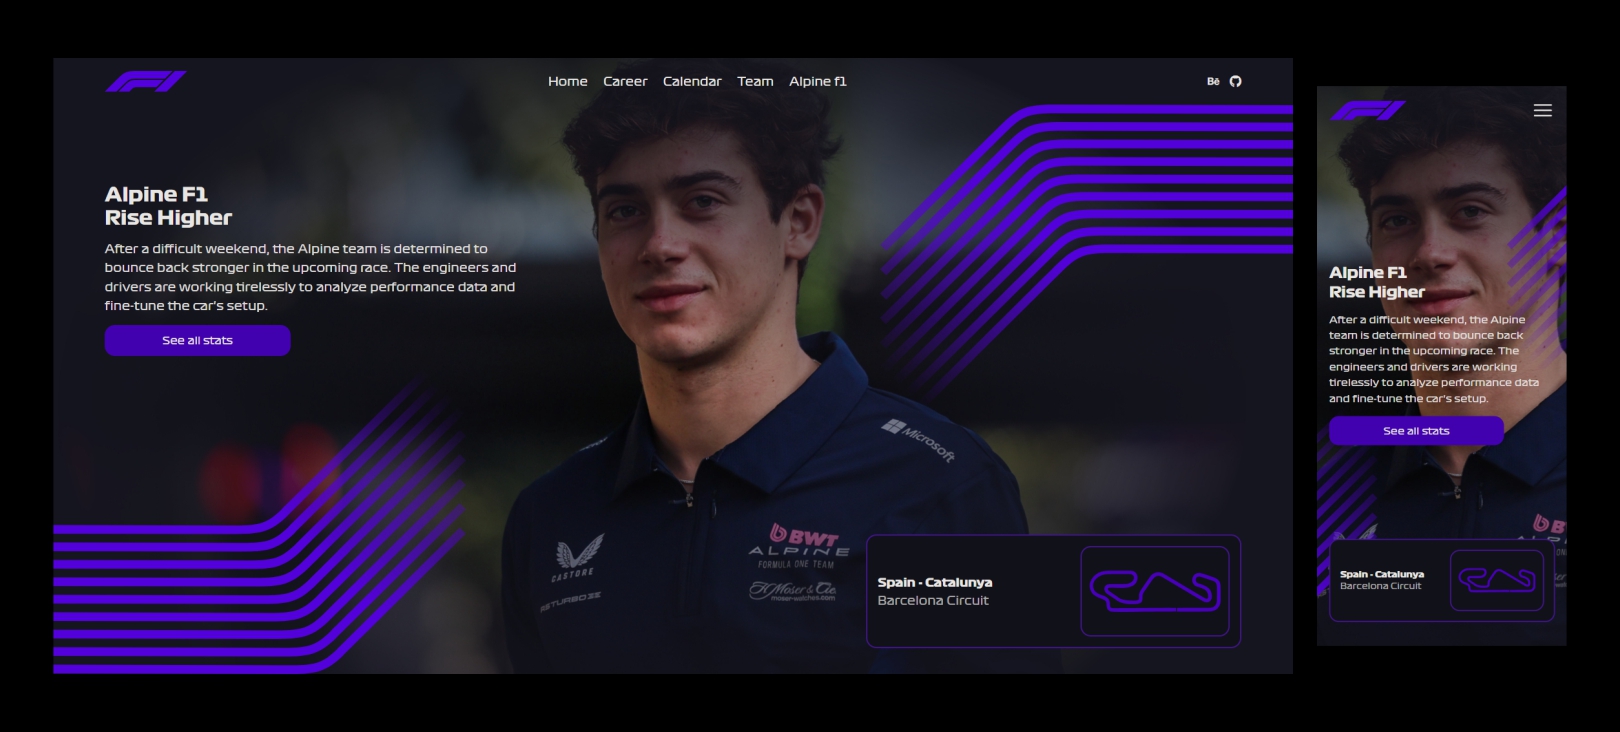 F1
Home Career Calendar Team Alpine f1
Bē
Alpine F1
Rise Higher
After a difficult weekend, the Alpine team is determined to
bounce back stronger in the upcoming race. The engineers and
drivers are working tirelessly to analyze performance data and
fine-tune the car's setup.
See all stats
Microsoft
CASTORE
BWT
ALPINE
FORMULA ONE TEAM
H. Moser & Cie.
moser-watches.com
Spain - Catalunya
Barcelona Circuit
F1
Alpine F1
Rise Higher
After a difficult weekend, the Alpine
team is determined to bounce back
stronger in the upcoming race. The
engineers and drivers are working
tirelessly to analyze performance data
and fine-tune the car's setup.
See all stats
Spain - Catalunya
Barcelona Circuit